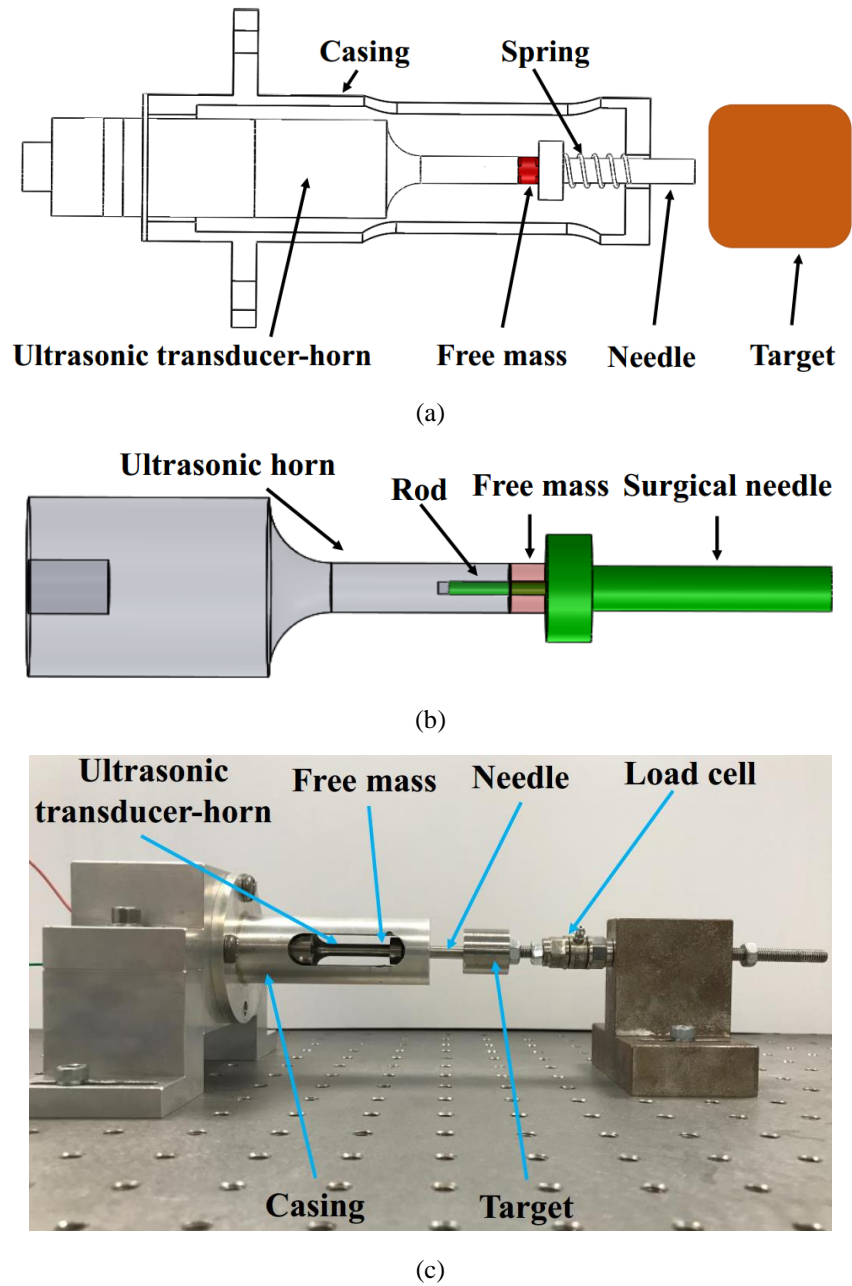 Casing
Spring
Ultrasonic transducer-horn
Free mass
Needle
Target
(a)
Ultrasonic horn
Rod
Free mass
Surgical needle
(b)
Ultrasonic
transducer-horn
Free mass
Needle
Load cell
Casing
Target
(c)